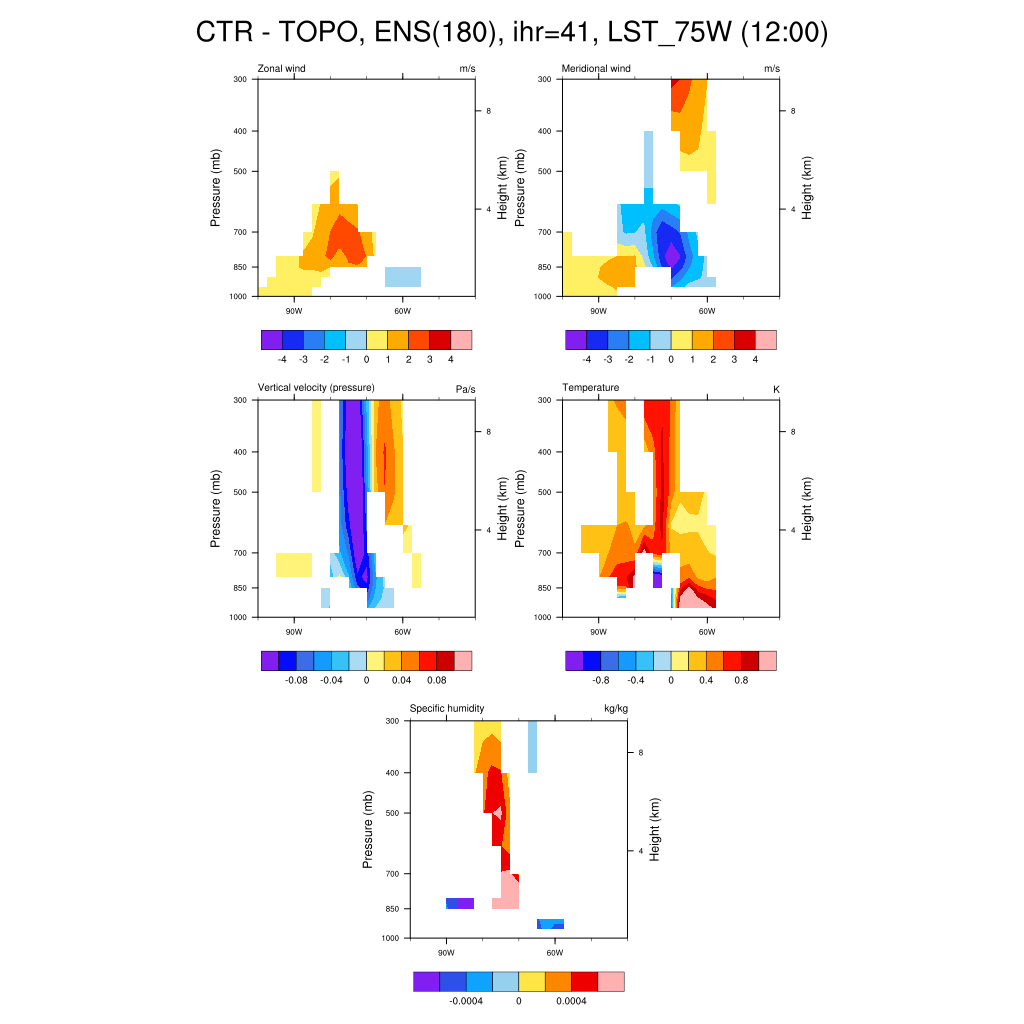 CTR - TOPO, ENS(180), ihr=41, LST_75W (12:00)
Zonal wind m/s
300
400
500
700
850
1000
Pressure (mb)
8
4
Height (km)
90W 60W
-4 -3 -2 -1 0 1 2 3 4
Meridional wind m/s
300
400
500
700
850
1000
Pressure (mb)
8
4
Height (km)
90W 60W
-4 -3 -2 -1 0 1 2 3 4
Vertical velocity (pressure) Pa/s
300
400
500
700
850
1000
Pressure (mb)
8
4
Height (km)
90W 60W
-0.08 -0.04 0 0.04 0.08
Temperature K
300
400
500
700
850
1000
Pressure (mb)
8
4
Height (km)
90W 60W
-0.8 -0.4 0 0.4 0.8
Specific humidity kg/kg
300
400
500
700
850
1000
Pressure (mb)
8
4
Height (km)
90W 60W
-0.0004 0 0.0004